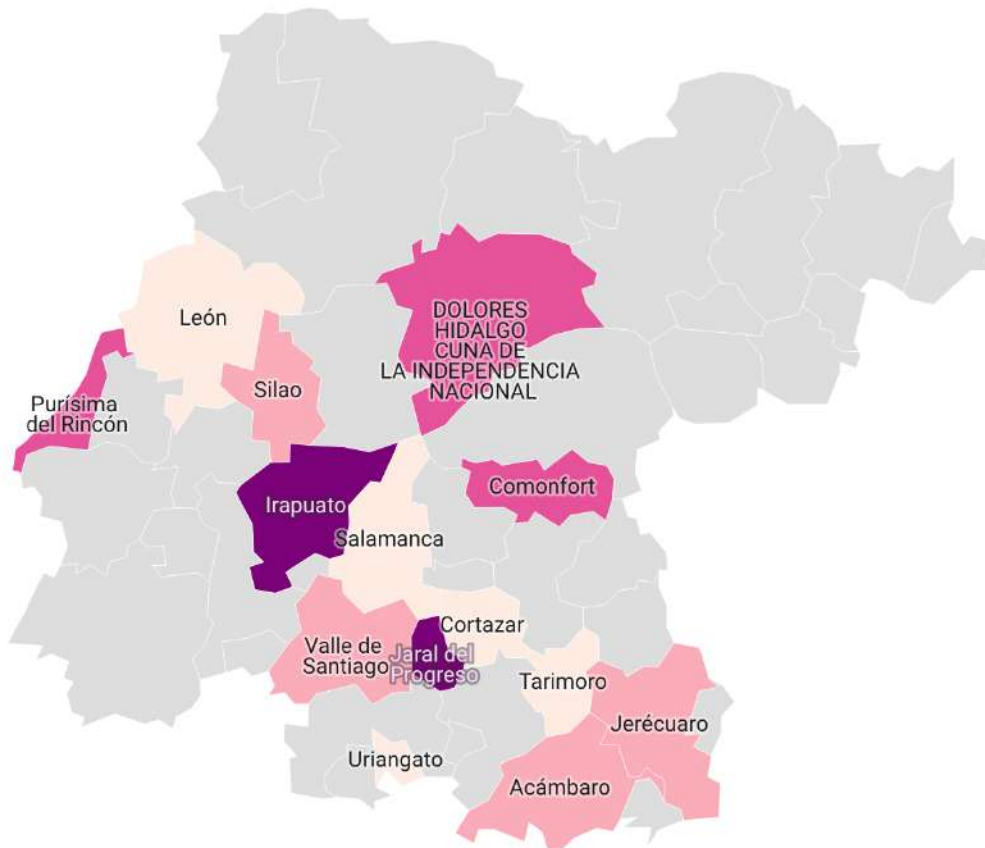 León
DOLORES
HIDALGO
CUNA DE
LA INDEPENDENCIA
NACIONAL
Silao
Purísima
del Rincón
Comonfort
Irapuato
Salamanca
Cortazar
Valle de
Santiago
Jaral del
Progreso
Tarimoro
Jerécuaro
Uriangato
Acámbaro